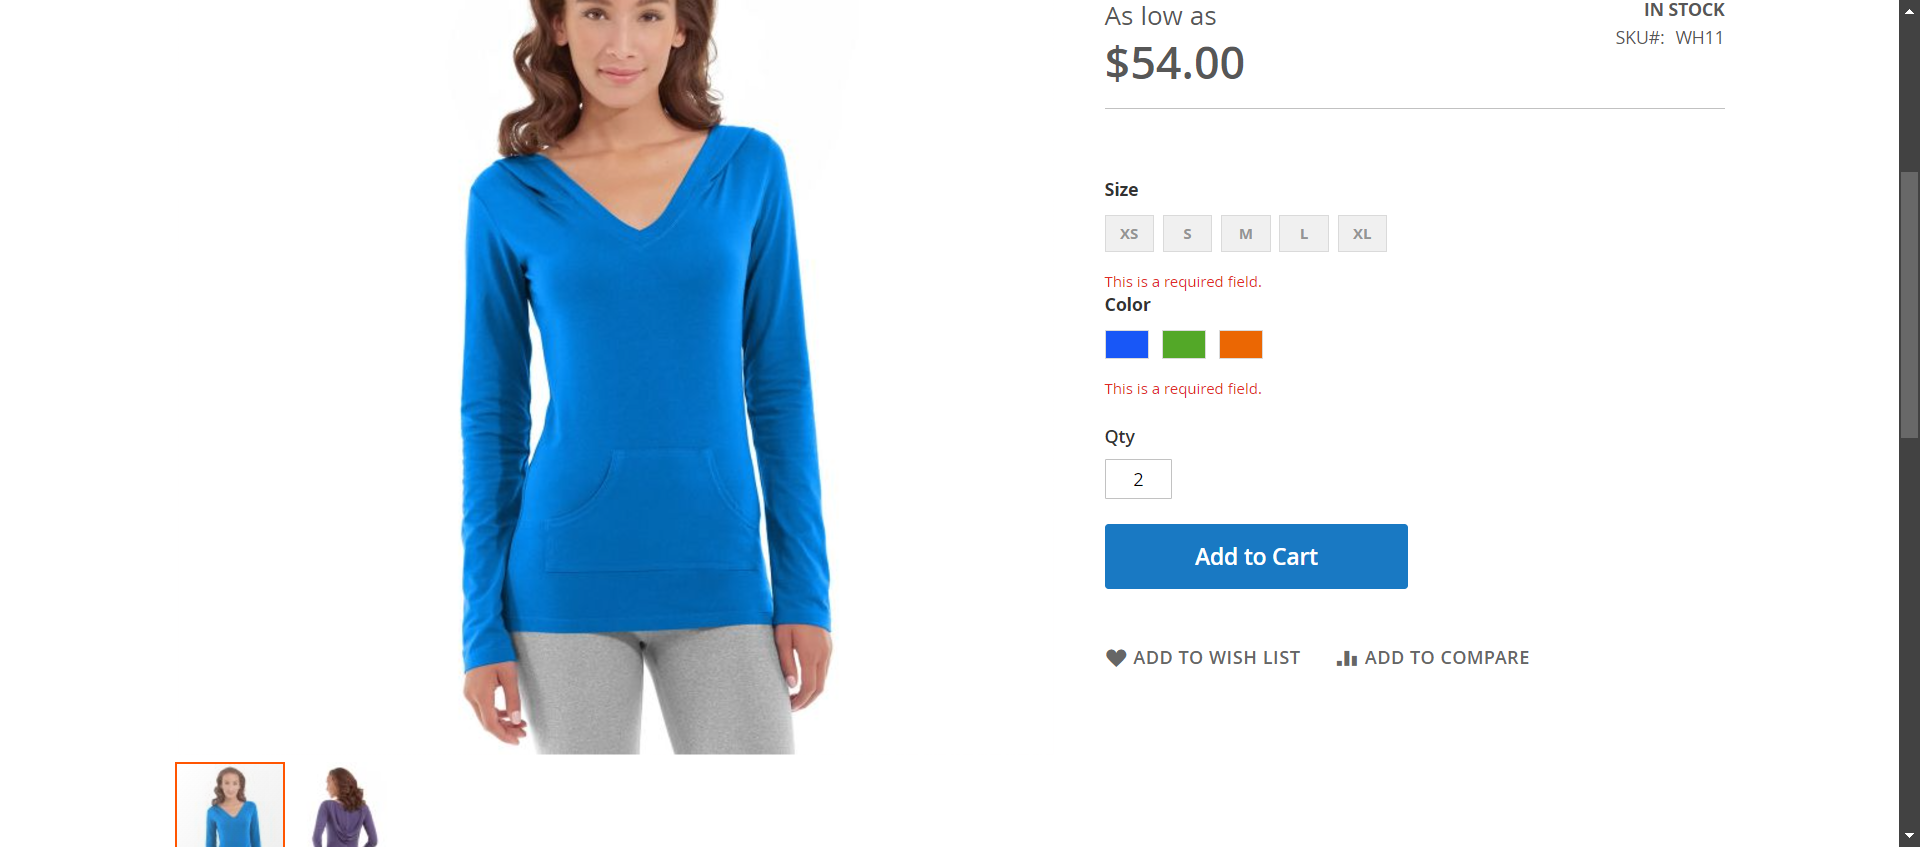 As low as
$54.00
IN STOCK
SKU#: WH11
Size
XS S M L XL
This is a required field.
Color
This is a required field.
Qty
2
Add to Cart
ADD TO WISH LIST ADD TO COMPARE